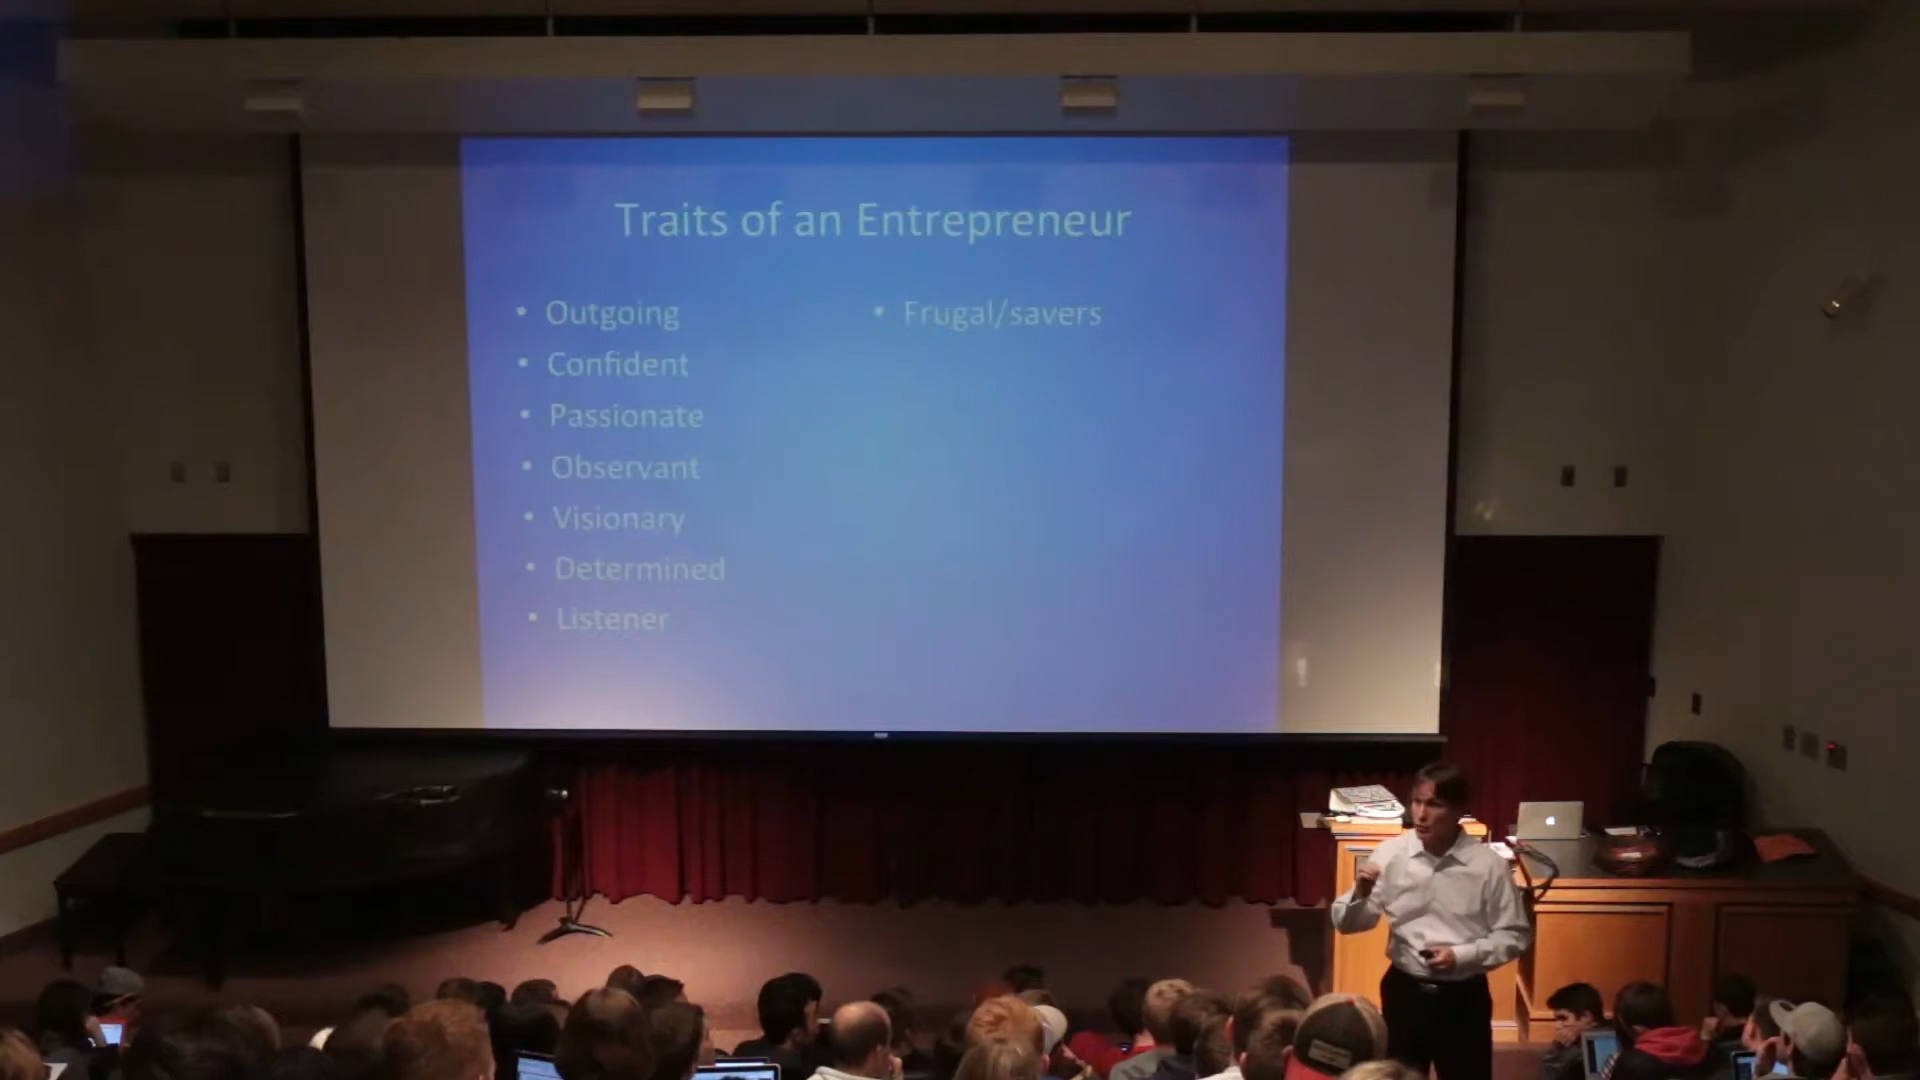 Traits of an Entrepreneur
• Outgoing
• Confident
• Passionate
• Observant
• Visionary
• Determined
• Listener
• Frugal/savers